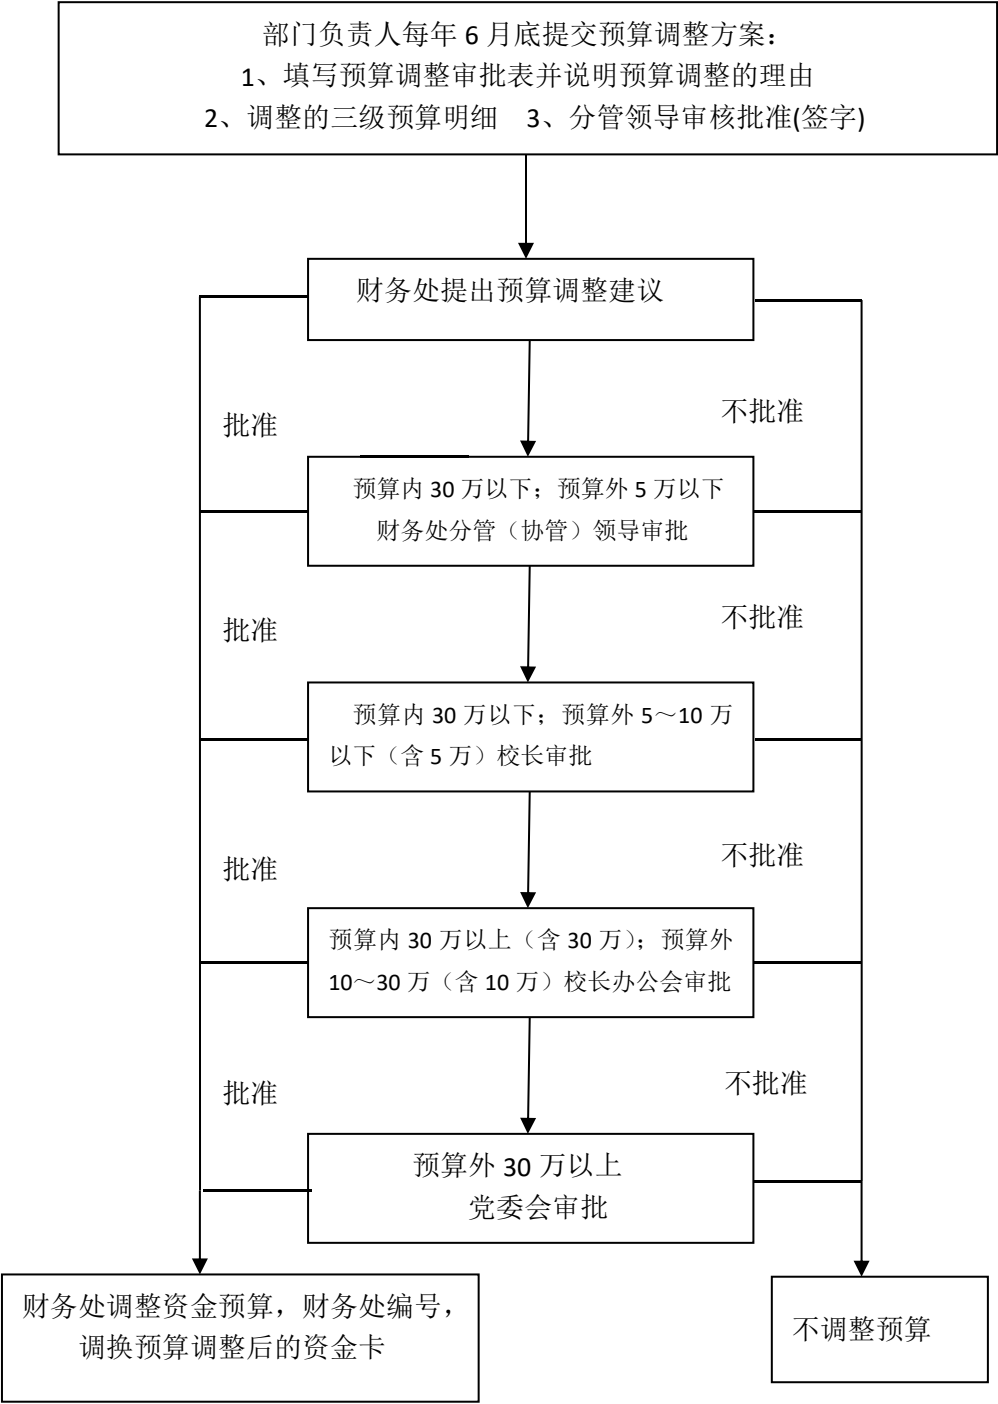 部门负责人每年 6 月底提交预算调整方案：
1、填写预算调整审批表并说明预算调整的理由
2、调整的三级预算明细 3、分管领导审核批准(签字)
财务处提出预算调整建议
批准
不批准
预算内 30 万以下；预算外 5 万以下
财务处分管（协管）领导审批
批准
不批准
预算内 30 万以下；预算外 5～10 万
以下（含 5 万）校长审批
批准
不批准
预算内 30 万以上（含 30 万）；预算外
10～30 万（含 10 万）校长办公会审批
批准
不批准
预算外 30 万以上
党委会审批
财务处调整资金预算，财务处编号，
调换预算调整后的资金卡
不调整预算